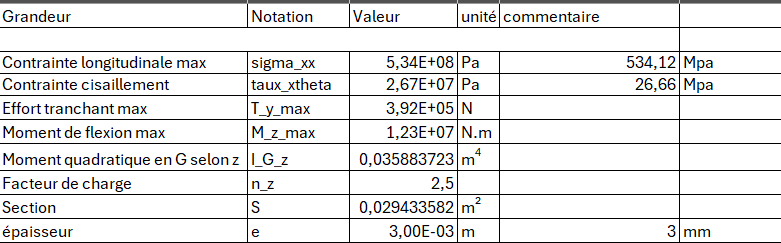 Grandeur Notation Valeur unité commentaire
Contrainte longitudinale max sigma_xx 5,34E+08 Pa 534,12 Mpa
Contrainte cisaillement taux_xtheta 2,67E+07 Pa 26,66 Mpa
Effort tranchant max T_y_max 3,92E+05 N
Moment de flexion max M_z_max 1,23E+07 N.m
Moment quadratique en G selon z I_G_z 0,035883723 m⁴
Facteur de charge n_z 2,5
Section S 0,029433582 m²
épaisseur e 3,00E-03 m 3 mm